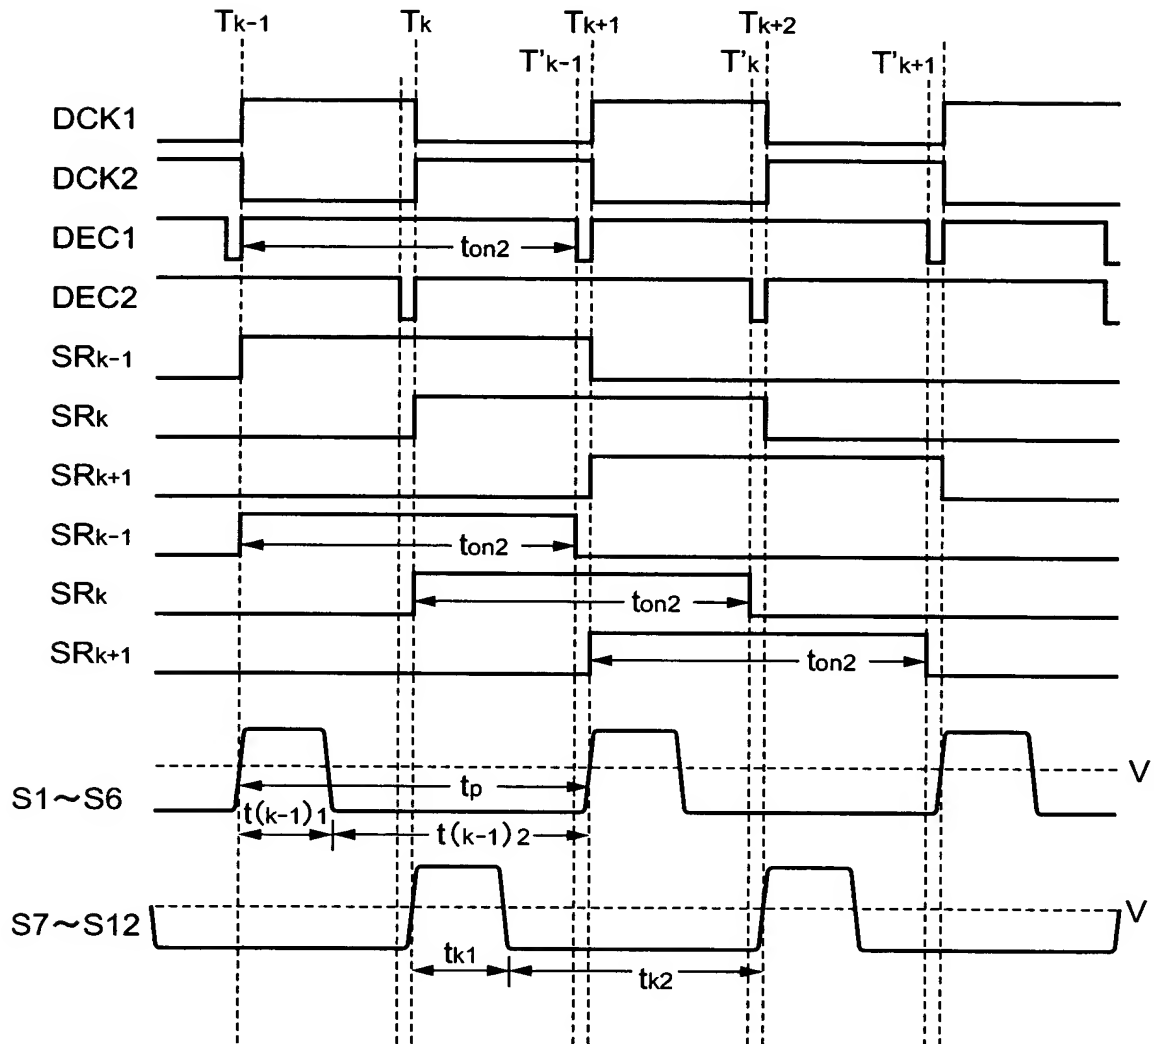 Tk-1 Tk Tk+1 Tk+2
T'k-1 T'k T'k+1
DCK1
DCK2
DEC1 ton2
DEC2
SRk-1
SRk
SRk+1
SRk-1 ton2
SRk ton2
SRk+1 ton2
V
S1～S6 tp
t(k-1)1 t(k-1)2
V
S7～S12
tk1 tk2